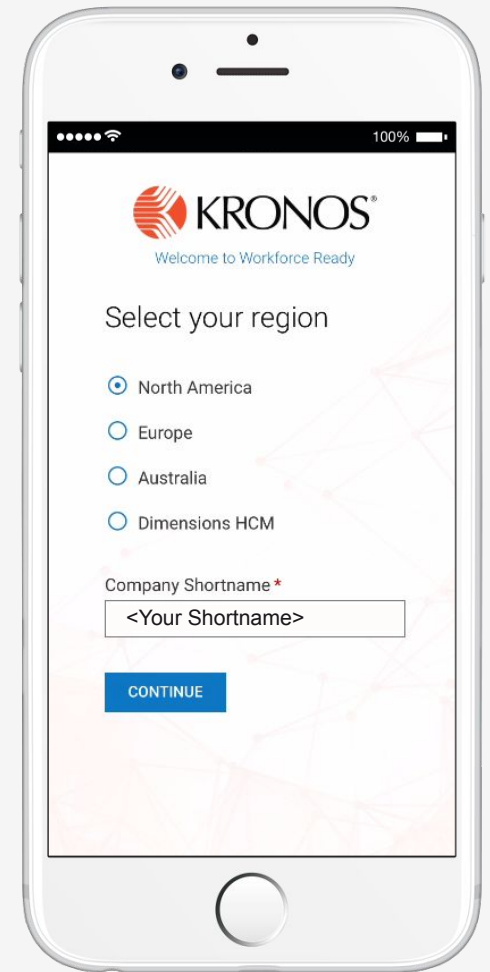 100%
KRONOS®
Welcome to Workforce Ready
Select your region
North America
Europe
Australia
Dimensions HCM
Company Shortname *
<Your Shortname>
CONTINUE